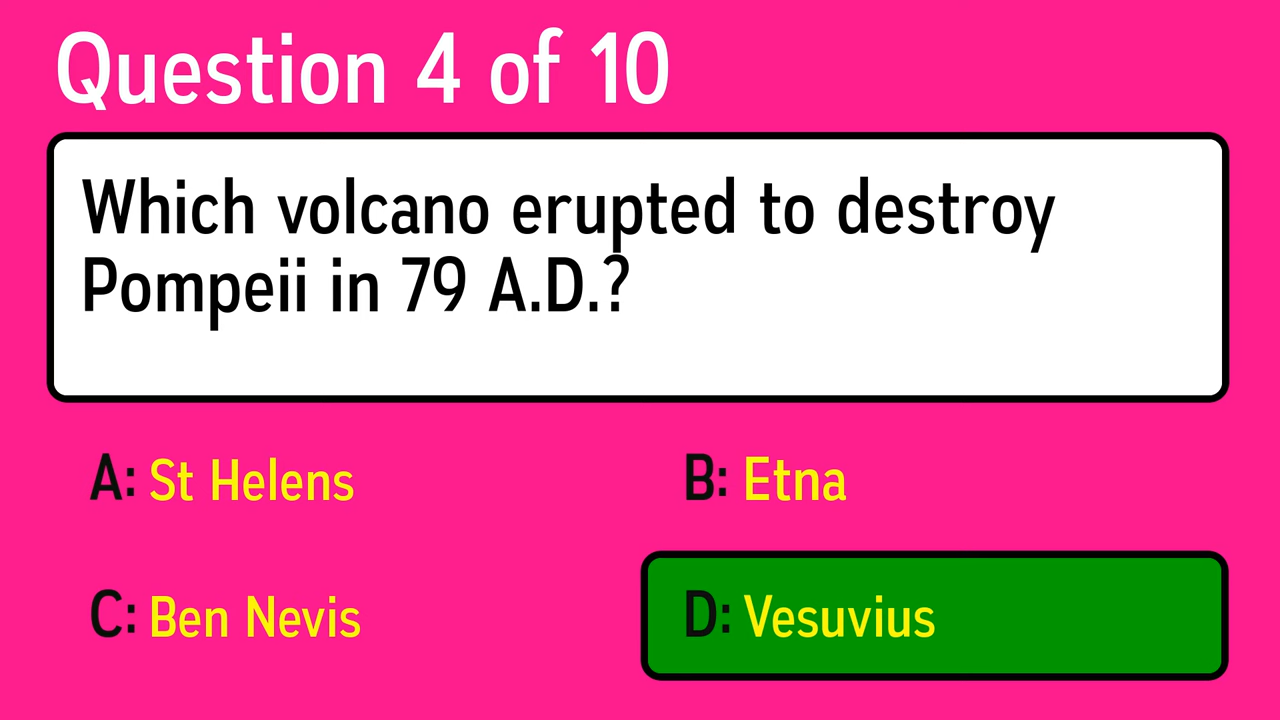 Question 4 of 10
Which volcano erupted to destroy
Pompeii in 79 A.D.?
A: St Helens
B: Etna
C: Ben Nevis
D: Vesuvius